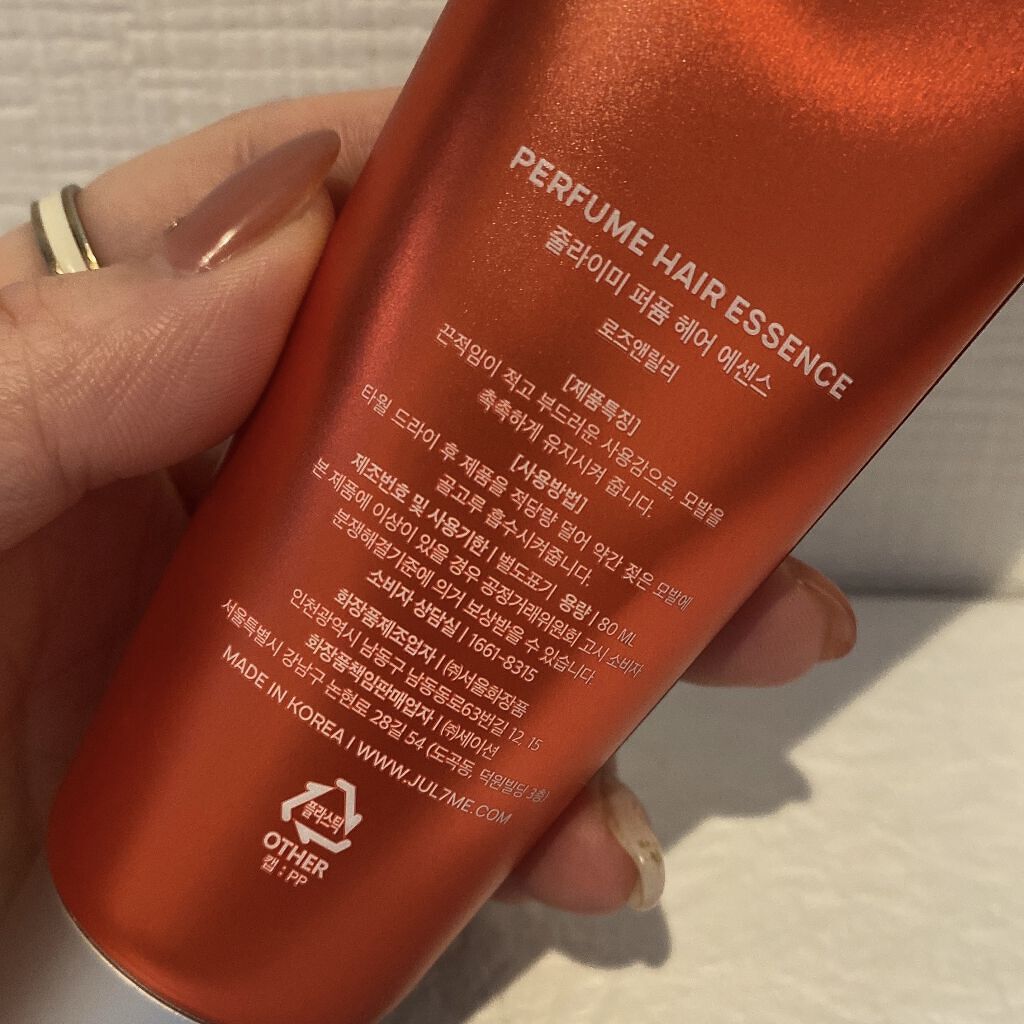 PERFUME HAIR ESSENCE
줄라이미 퍼퓸 헤어 에센스
로즈앤릴리
[제품특징]
끈적임이 적고 부드러운 사용감으로, 모발을
촉촉하게 유지시켜 줍니다.
[사용방법]
타월 드라이 후 제품을 적당량 덜어 약간 젖은 모발에
골고루 흡수시켜줍니다.
제조번호 및 사용기한 | 별도표기 용량 | 80 ML
본 제품에 이상이 있을 경우 공정거래위원회 고시 소비자
분쟁해결기준에 의거 보상받을 수 있습니다.
소비자 상담실 | 1661-8315
화장품제조업자 | ㈜서울화장품
인천광역시 남동구 남동동로63번길 12, 15
화장품책임판매업자 | ㈜세이션
서울특별시 강남구 논현로 28길 54 (도곡동, 덕원빌딩 3층)
MADE IN KOREA | WWW.JUL7ME.COM
플라스틱
OTHER
캡 : PP